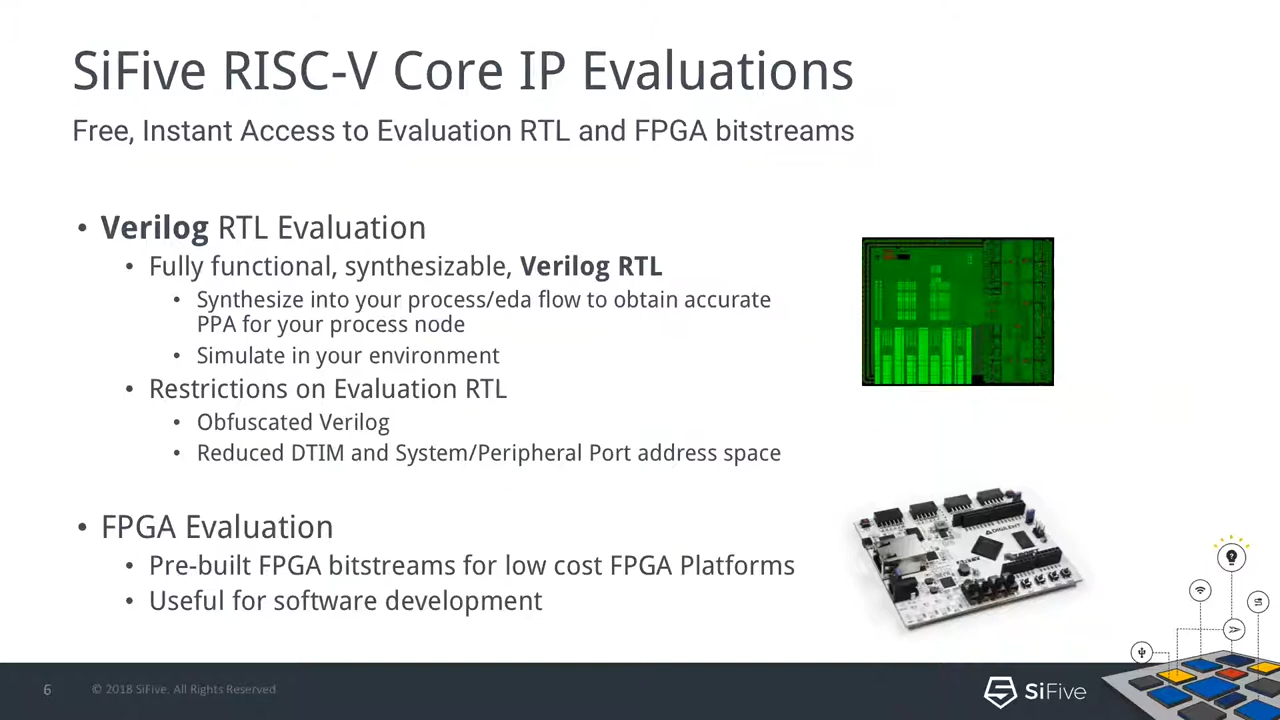 SiFive RISC-V Core IP Evaluations
Free, Instant Access to Evaluation RTL and FPGA bitstreams
• Verilog RTL Evaluation
• Fully functional, synthesizable, Verilog RTL
• Synthesize into your process/eda flow to obtain accurate
PPA for your process node
• Simulate in your environment
• Restrictions on Evaluation RTL
• Obfuscated Verilog
• Reduced DTIM and System/Peripheral Port address space
• FPGA Evaluation
• Pre-built FPGA bitstreams for low cost FPGA Platforms
• Useful for software development
DIGILENT
6
© 2018 SiFive. All Rights Reserved
SiFive